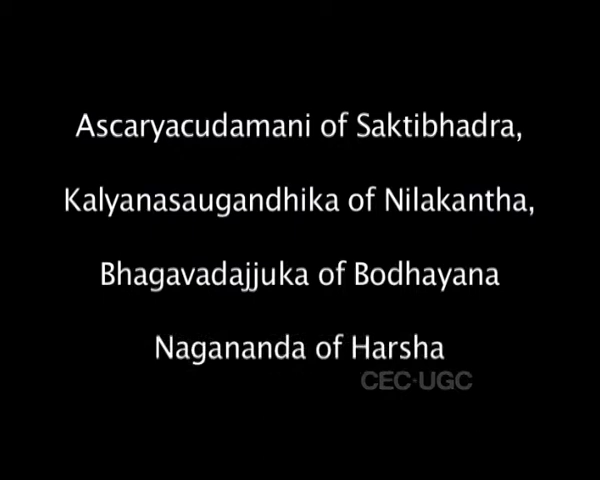 Ascaryacudamani of Saktibhadra,
Kalyanasaugandhika of Nilakantha,
Bhagavadajjuka of Bodhayana
Nagananda of Harsha
CEC-UGC